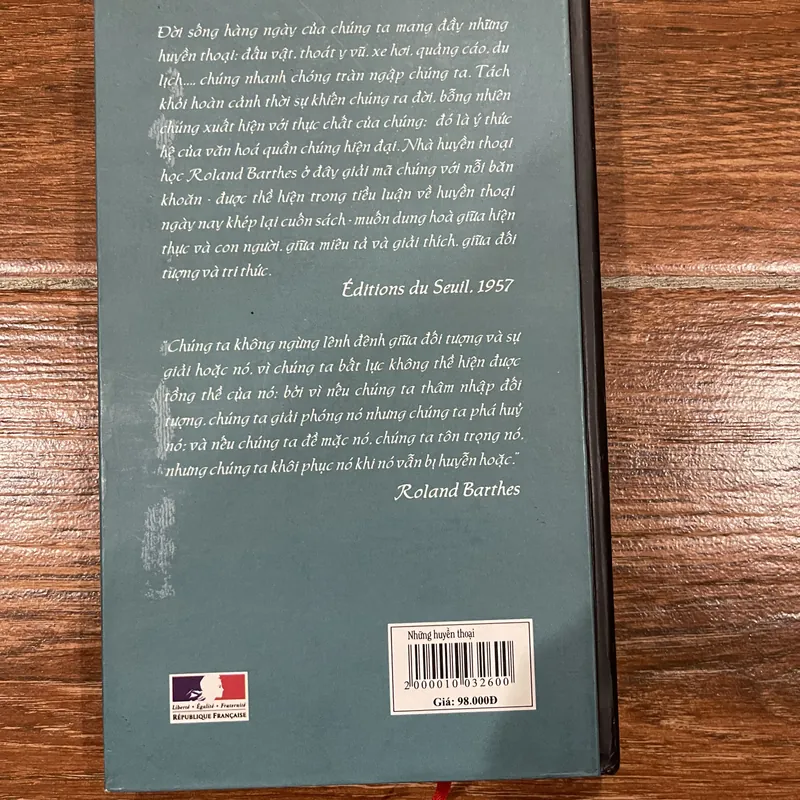 Đời sống hàng ngày của chúng ta mang đầy những
huyền thoại: đấu vật, thoát y vũ, xe hơi, quảng cáo, du
lịch.... chúng nhanh chóng tràn ngập chúng ta. Tách
khỏi hoàn cảnh thời sự khiến chúng ta đời, bỗng nhiên
chúng xuất hiện với thực chất của chúng: đó là ý thức
hệ của văn hoá quần chúng hiện đại. Nhà huyền thoại
học Roland Barthes ở đây giải mã chúng với nỗi băn
khoăn - được thể hiện trong tiểu luận về huyền thoại
ngày nay khép lại cuốn sách - muốn dung hoà giữa hiện
thực và con người, giữa miêu tả và giải thích, giữa đối
tượng và tri thức.
Éditions du Seuil, 1957
"Chúng ta không ngừng lênh đênh giữa đối tượng và sự
giải hoặc nó, vì chúng ta bất lực không thể hiện được
tổng thể của nó: bởi vì nếu chúng ta thâm nhập đối
tượng, chúng ta giải phóng nó nhưng chúng ta phá huỷ
nó; và nếu chúng ta để mặc nó, chúng ta tôn trọng nó,
nhưng chúng ta khôi phục nó khi nó vẫn bị huyễn hoặc."
Roland Barthes
Những huyền thoại
2000010032600
Giá: 98.000Đ
Liberté • Égalité • Fraternité
RÉPUBLIQUE FRANÇAISE